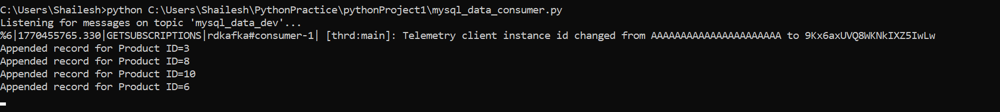 C:\Users\Shailesh>python C:\Users\Shailesh\PythonPractice\pythonProject1\mysql_data_consumer.py
Listening for messages on topic 'mysql_data_dev'...
%6|1770455765.330|GETSUBSCRIPTIONS|rdkafka#consumer-1| [thrd:main]: Telemetry client instance id changed from AAAAAAAAAAAAAAAAAAAAAA to 9Kx6axUVQ8WKNkIXZ5IwLw
Appended record for Product ID=3
Appended record for Product ID=8
Appended record for Product ID=10
Appended record for Product ID=6